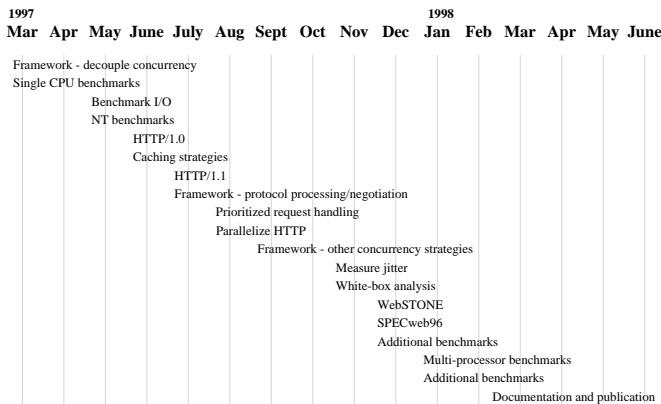 1997 1998
Mar Apr May June July Aug Sept Oct Nov Dec Jan Feb Mar Apr May June
Framework - decouple concurrency
Single CPU benchmarks
Benchmark I/O
NT benchmarks
HTTP/1.0
Caching strategies
HTTP/1.1
Framework - protocol processing/negotiation
Prioritized request handling
Parallelize HTTP
Framework - other concurrency strategies
Measure jitter
White-box analysis
WebSTONE
SPECweb96
Additional benchmarks
Multi-processor benchmarks
Additional benchmarks
Documentation and publication